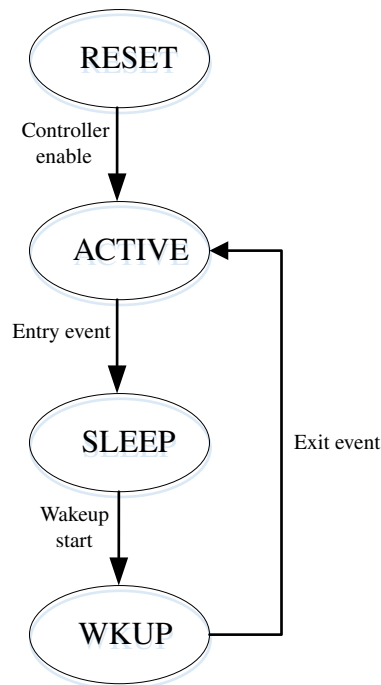 RESET
Controller
enable
ACTIVE
Entry event
SLEEP
Exit event
Wakeup
start
WKUP